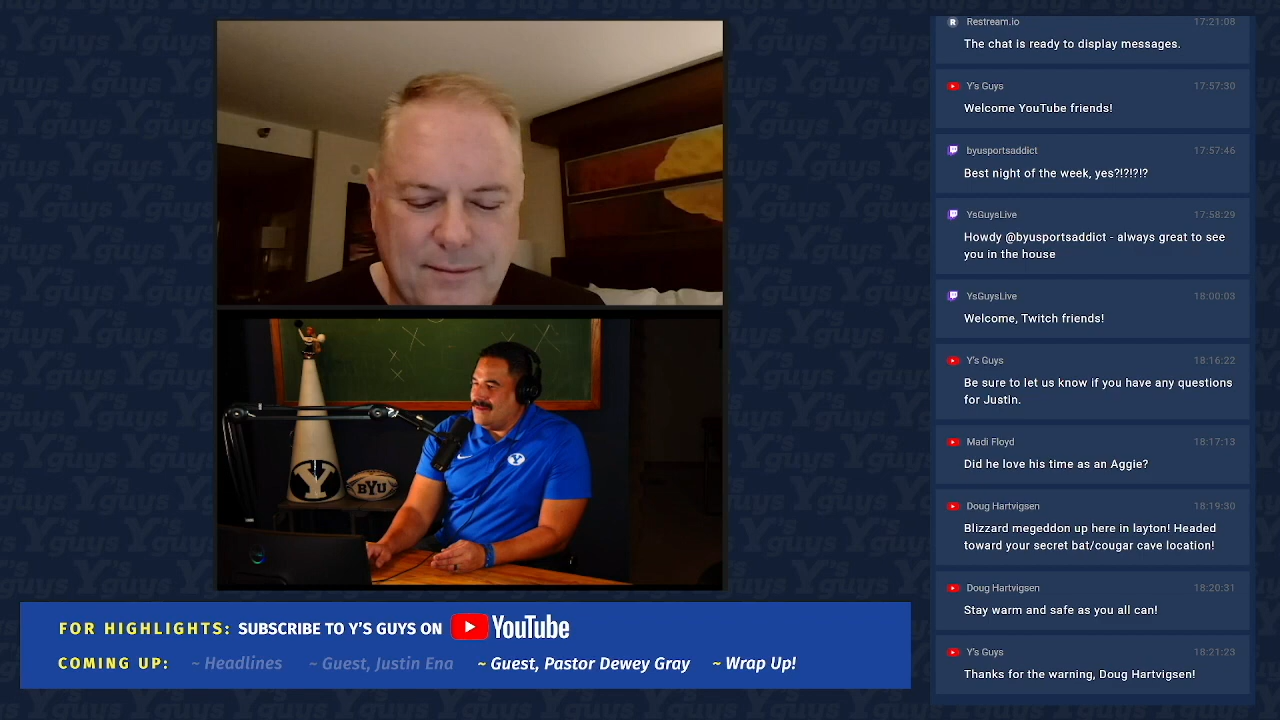 Restream.io 17:21:08
The chat is ready to display messages.
Y's Guys 17:57:30
Welcome YouTube friends!
byusportsaddict 17:57:46
Best night of the week, yes?!?!?!?
YsGuysLive 17:58:29
Howdy @byusportsaddict - always great to see
you in the house
YsGuysLive 18:00:03
Welcome, Twitch friends!
Y's Guys 18:16:22
Be sure to let us know if you have any questions
for Justin.
Madi Floyd 18:17:13
Did he love his time as an Aggie?
Doug Hartvigsen 18:19:30
Blizzard megeddon up here in layton! Headed
toward your secret bat/cougar cave location!
Doug Hartvigsen 18:20:31
Stay warm and safe as you all can!
Y's Guys 18:21:23
Thanks for the warning, Doug Hartvigsen!
Y
BYU
Y
FOR HIGHLIGHTS: SUBSCRIBE TO Y'S GUYS ON YouTube
COMING UP: ~ Headlines ~ Guest, Justin Ena ~ Guest, Pastor Dewey Gray ~ Wrap Up!